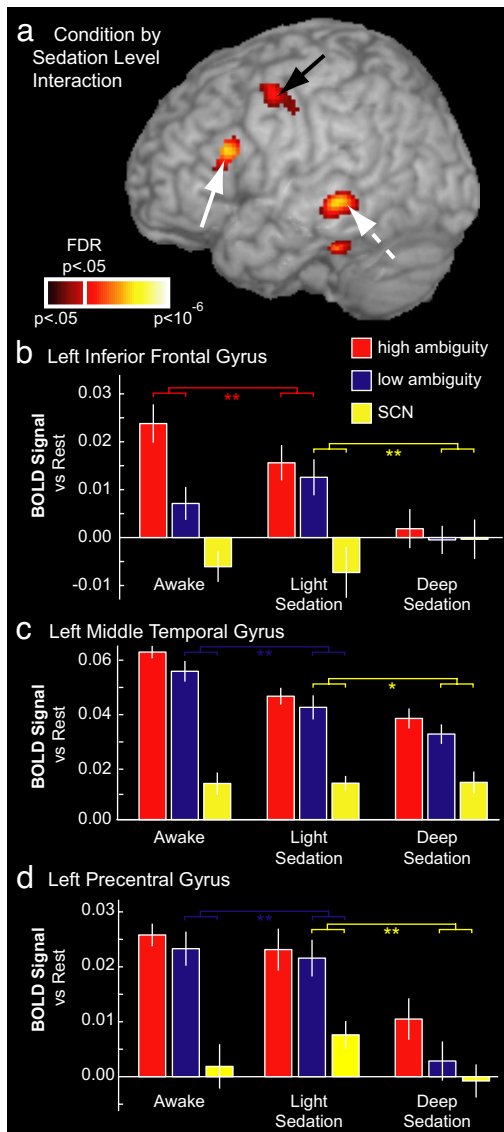 a Condition by
Sedation Level
Interaction
FDR
p<.05
p<.05 p<10^-6
high ambiguity
low ambiguity
SCN
b Left Inferior Frontal Gyrus
BOLD Signal
vs Rest
0.03
0.02
0.01
0.00
-0.01
** **
Awake Light Sedation Deep Sedation
c Left Middle Temporal Gyrus
BOLD Signal
vs Rest
0.06
0.04
0.02
0.00
** *
Awake Light Sedation Deep Sedation
d Left Precentral Gyrus
BOLD Signal
vs Rest
0.03
0.02
0.01
0.00
** **
Awake Light Sedation Deep Sedation